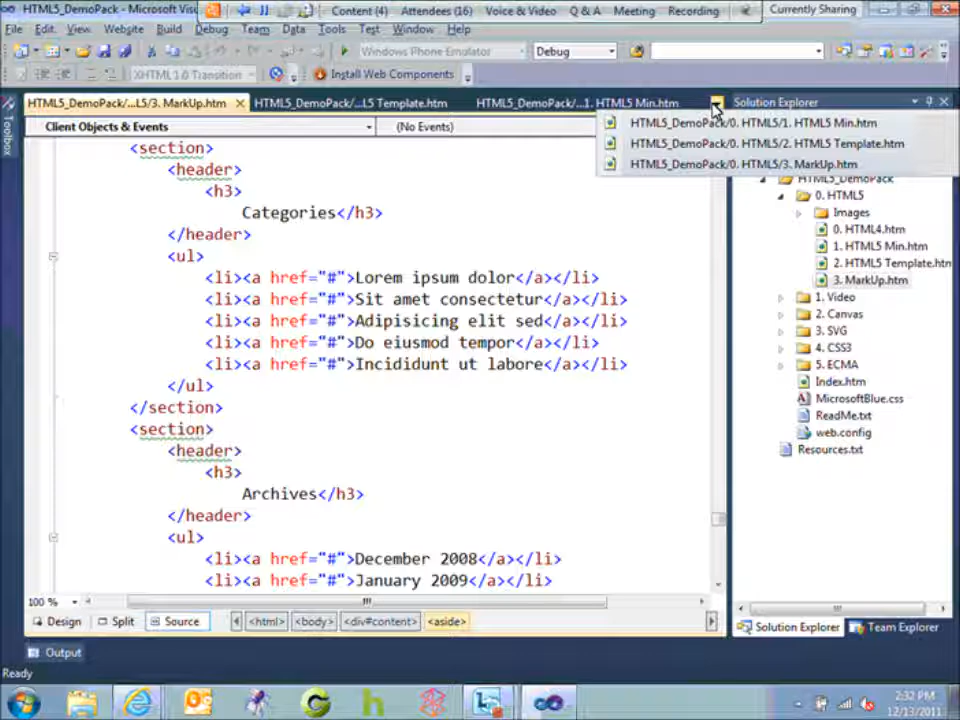 HTML5_DemoPack - Microsoft Visu
Content (4) Attendees (16) Voice & Video Q & A Meeting Recording Currently Sharing
File Edit View Website Build Debug Team Data Tools Test Window Help
Windows Phone Emulator Debug
XHTML 1.0 Transition Install Web Components
HTML5_DemoPack/...L5/3. MarkUp.htm HTML5_DemoPack/...L5 Template.htm HTML5_DemoPack/...1. HTML5 Min.htm Solution Explorer
Toolbox
Client Objects & Events (No Events)
HTML5_DemoPack/0. HTML5/1. HTML5 Min.htm
HTML5_DemoPack/0. HTML5/2. HTML5 Template.htm
HTML5_DemoPack/0. HTML5/3. MarkUp.htm
<section>
<header>
<h3>
Categories</h3>
</header>
<ul>
<li><a href="#">Lorem ipsum dolor</a></li>
<li><a href="#">Sit amet consectetur</a></li>
<li><a href="#">Adipisicing elit sed</a></li>
<li><a href="#">Do eiusmod tempor</a></li>
<li><a href="#">Incididunt ut labore</a></li>
</ul>
</section>
<section>
<header>
<h3>
Archives</h3>
</header>
<ul>
<li><a href="#">December 2008</a></li>
<li><a href="#">January 2009</a></li>
HTML5_DemoPack
0. HTML5
Images
0. HTML4.htm
1. HTML5 Min.htm
2. HTML5 Template.htm
3. MarkUp.htm
1. Video
2. Canvas
3. SVG
4. CSS3
5. ECMA
Index.htm
MicrosoftBlue.css
ReadMe.txt
web.config
Resources.txt
100 %
Design Split Source <html> <body> <div#content> <aside> Solution Explorer Team Explorer
Output
Ready
2:32 PM
12/13/2011